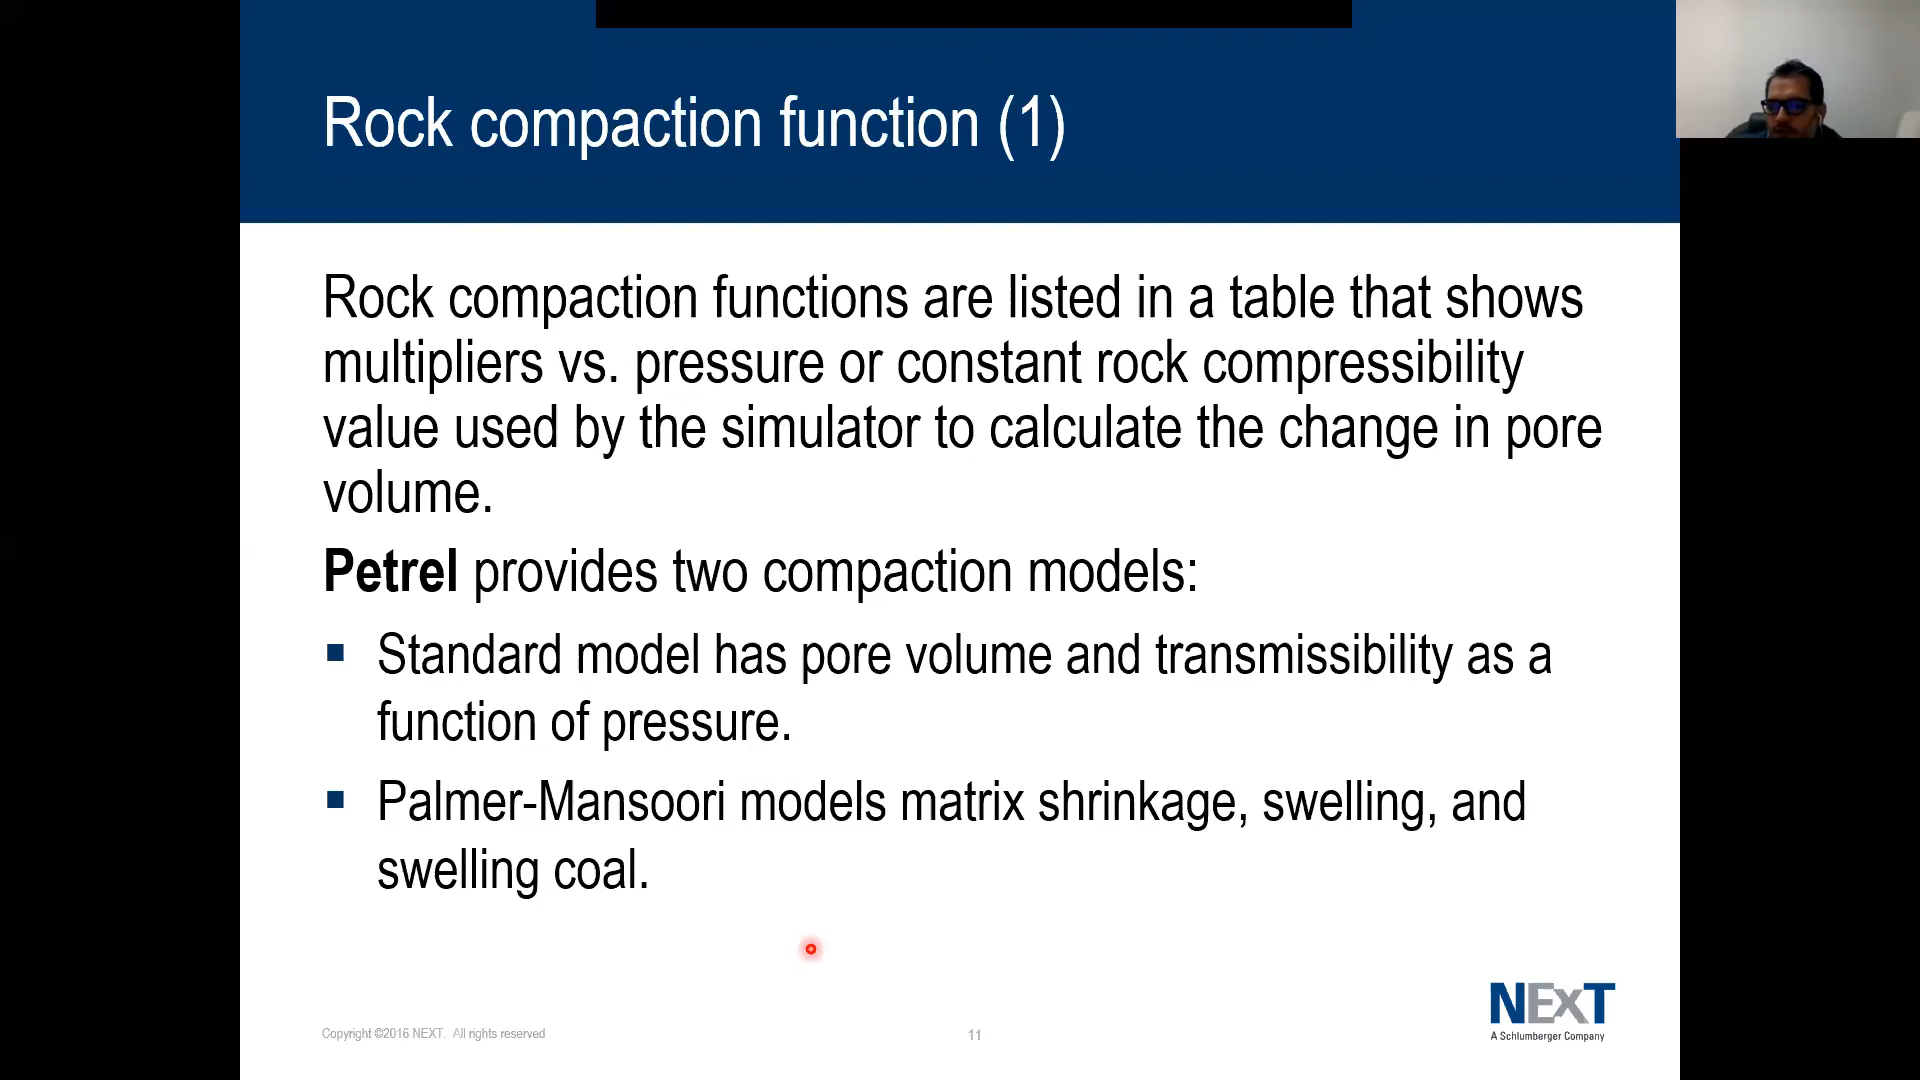 Rock compaction function (1)
Rock compaction functions are listed in a table that shows
multipliers vs. pressure or constant rock compressibility
value used by the simulator to calculate the change in pore
volume.
Petrel provides two compaction models:
▪ Standard model has pore volume and transmissibility as a
function of pressure.
▪ Palmer-Mansoori models matrix shrinkage, swelling, and
swelling coal.
NExT
A Schlumberger Company
Copyright ©2016 NEXT. All rights reserved
11